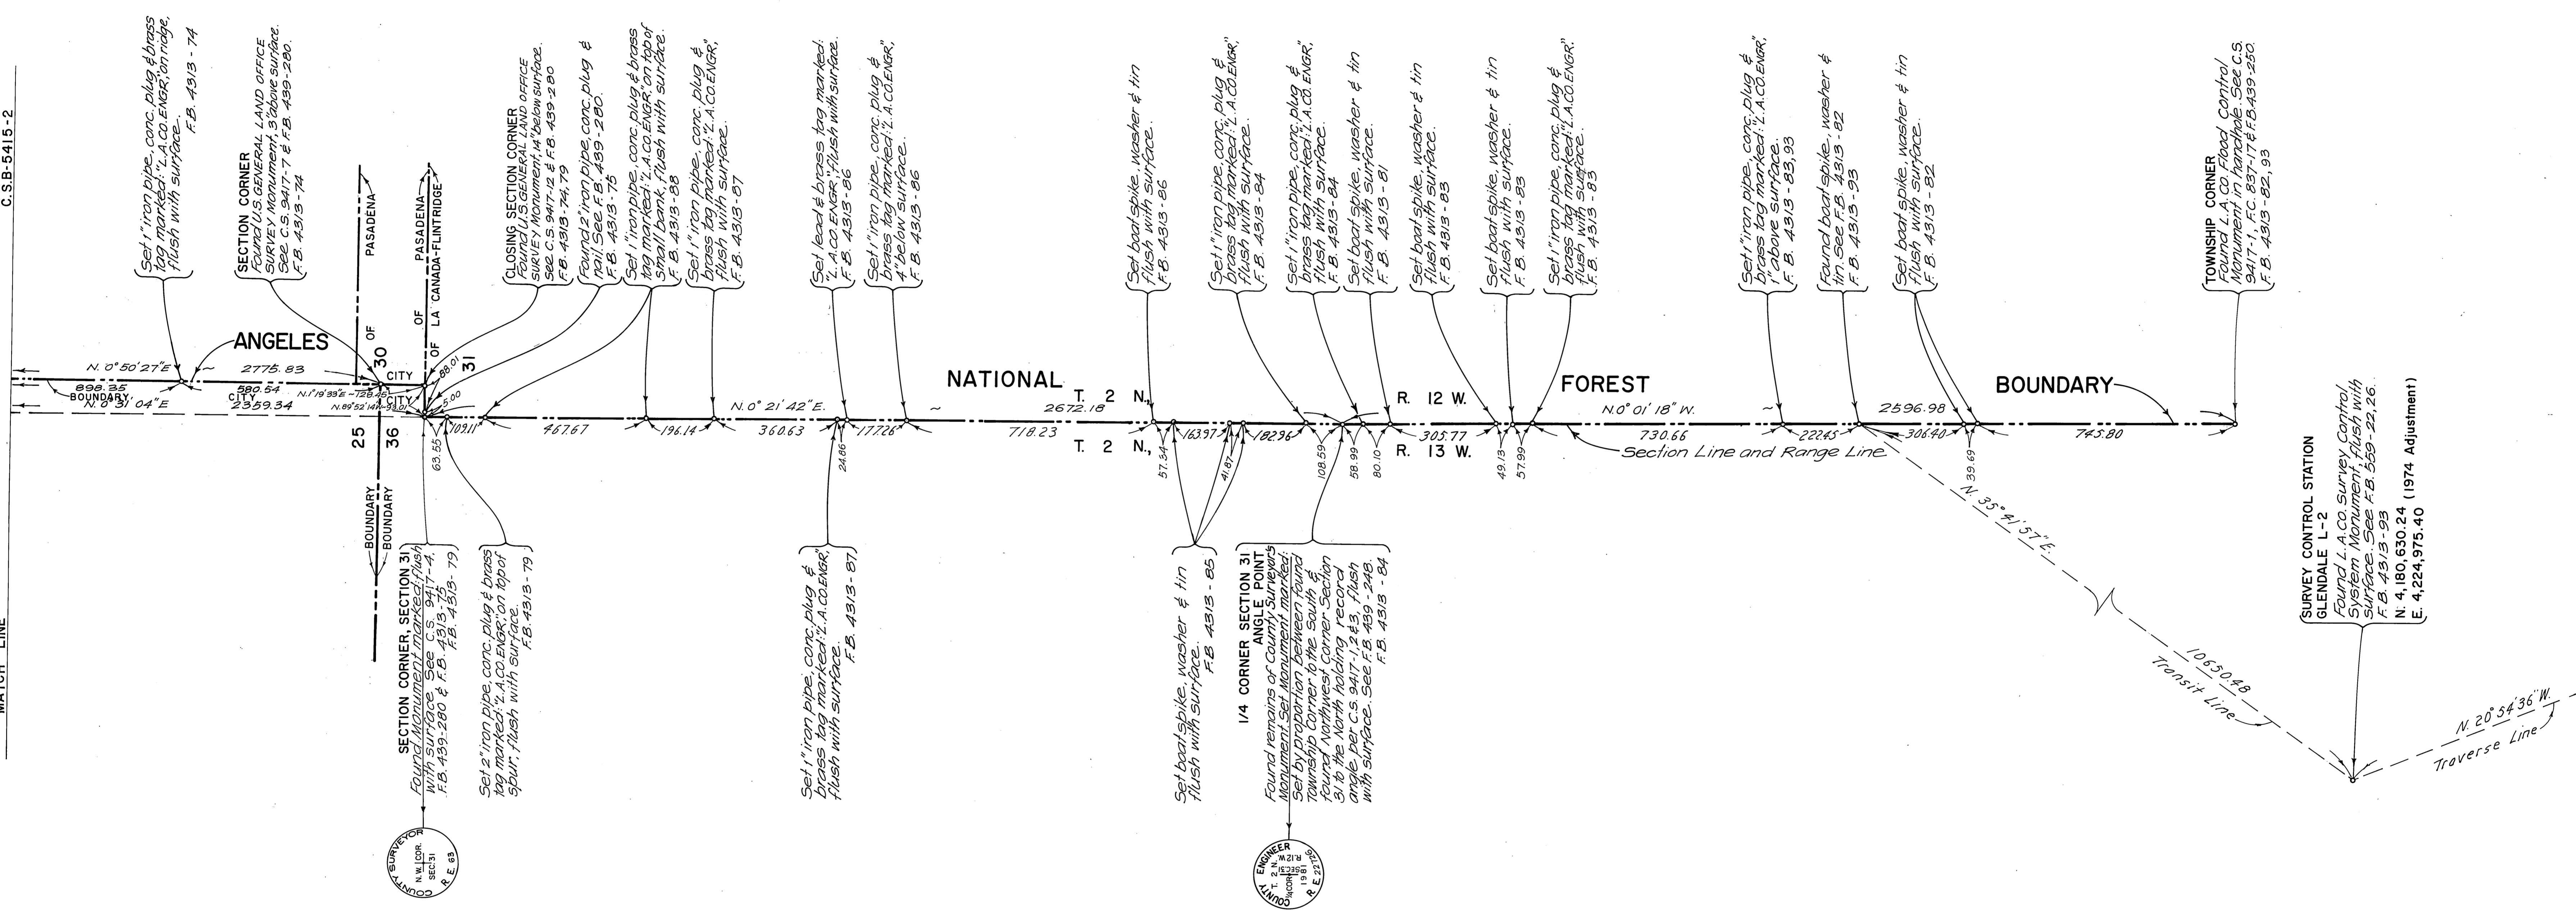 C.S.B-5415-2
MATCH LINE
Set 1" iron pipe, conc. plug & brass
tag marked: "L.A.CO.ENGR", on ridge,
flush with surface.
F.B. 4313 - 74
SECTION CORNER
Found U.S. GENERAL LAND OFFICE
SURVEY Monument, 3" above surface.
See C.S. 9417-7 & F.B. 439-280.
F.B. 4313-74
PASADENA
OF
PASADENA
OF
OF LA CANADA-FLINTRIDGE
CLOSING SECTION CORNER
Found U.S. GENERAL LAND OFFICE
SURVEY Monument, 14" below surface.
See C.S. 9417-12 & F.B. 439-280
F.B. 4313-74,79
Found 2" iron pipe, conc. plug &
nail. See F.B. 439-280.
F.B. 4313-75
Set 1" iron pipe, conc. plug & brass
tag marked: "L.A.CO.ENGR", on top of
small bank, flush with surface.
F.B. 4313-88
Set 1" iron pipe, conc. plug &
brass tag marked: "L.A.CO.ENGR",
flush with surface.
F.B. 4313-87
Set lead & brass tag marked:
"L.A.CO.ENGR", flush with surface.
F.B. 4313-86
Set 1" iron pipe, conc. plug &
brass tag marked: "L.A.CO.ENGR",
4" below surface.
F.B. 4313-86
Set boat spike, washer & tin
flush with surface.
F.B. 4313-86
Set 1" iron pipe, conc. plug &
brass tag marked: "L.A.CO.ENGR",
flush with surface.
F.B. 4313-84
Set 1" iron pipe, conc. plug &
brass tag marked: "L.A.CO.ENGR",
flush with surface.
F.B. 4313-84
Set boat spike, washer & tin
flush with surface.
F.B. 4313-81
Set boat spike, washer & tin
flush with surface.
F.B. 4313-83
Set boat spike, washer & tin
flush with surface.
F.B. 4313-83
Set 1" iron pipe, conc. plug &
brass tag marked: "L.A.CO.ENGR",
flush with surface.
F.B. 4313-83
Set 1" iron pipe, conc. plug &
brass tag marked: "L.A.CO.ENGR",
1" above surface.
F.B. 4313-83,93
Found boat spike, washer &
tin. See F.B. 4313-82
F.B. 4313-93
Set boat spike, washer & tin
flush with surface.
F.B. 4313-82
TOWNSHIP CORNER
Found L.A.CO. Flood Control
Monument in handhole. See C.S.
9417-1, F.C. 837-17 & F.B. 439-250.
F.B. 4313-82,93
ANGELES
NATIONAL
FOREST
BOUNDARY
N. 0° 50' 27" E ~ 2775.83
898.35
580.54
BOUNDARY
CITY
N. 0° 31' 04" E
2359.34
N. 1° 19' 39" E ~ 728.45
N. 89° 52' 14" W ~ 99.01
30
CITY
CITY
88.01
31
5.00
25
36
63.55
109.11
467.67
196.14
N. 0° 21' 42" E. ~ 2672.18
360.63
24.86
177.26
718.23
T. 2 N., R. 12 W.
T. 2 N., R. 13 W.
57.34
163.97
41.87
182.96
108.59
58.99
80.10
305.77
49.13
57.99
N. 0° 01' 18" W. ~ 2596.98
730.66
Section Line and Range Line
222.45
306.40
39.69
745.80
BOUNDARY
BOUNDARY
SECTION CORNER, SECTION 31
Found Monument marked, flush
with surface. See C.S. 9417-4,
F.B. 439-280 & F.B. 4313-75
F.B. 4313-79
Set 2" iron pipe, conc. plug & brass
tag marked: "L.A.CO.ENGR", on top of
spur, flush with surface.
F.B. 4313-79
Set 1" iron pipe, conc. plug &
brass tag marked: "L.A.CO.ENGR",
flush with surface.
F.B. 4313-87
Set boat spike, washer & tin
flush with surface.
F.B. 4313 - 85
1/4 CORNER SECTION 31
ANGLE POINT
Found remains of County Surveyors
Monument. Set Monument marked:
Set by proportion between found
Township Corner to the South &
found Northwest Corner Section
31 to the North holding record
angle per C.S. 9417-1,2 & 3, flush
with surface. See F.B. 439-248.
F.B. 4313-84
COUNTY SURVEYOR
N.W. COR.
SEC. 31
R.E. 63
COUNTY ENGINEER
T. 2 N.
R. 12 W.
1/4 COR
SEC 31
1981
R.E. 22726
N. 35° 41' 57" E.
10650.48
Transit Line
SURVEY CONTROL STATION
GLENDALE L-2
Found L.A.CO. Survey Control
System Monument, flush with
surface. See F.B. 559-22,26.
F.B. 4313-93
N. 4,180,630.24
E. 4,224,975.40 (1974 Adjustment)
N. 20° 54' 36" W.
Traverse Line